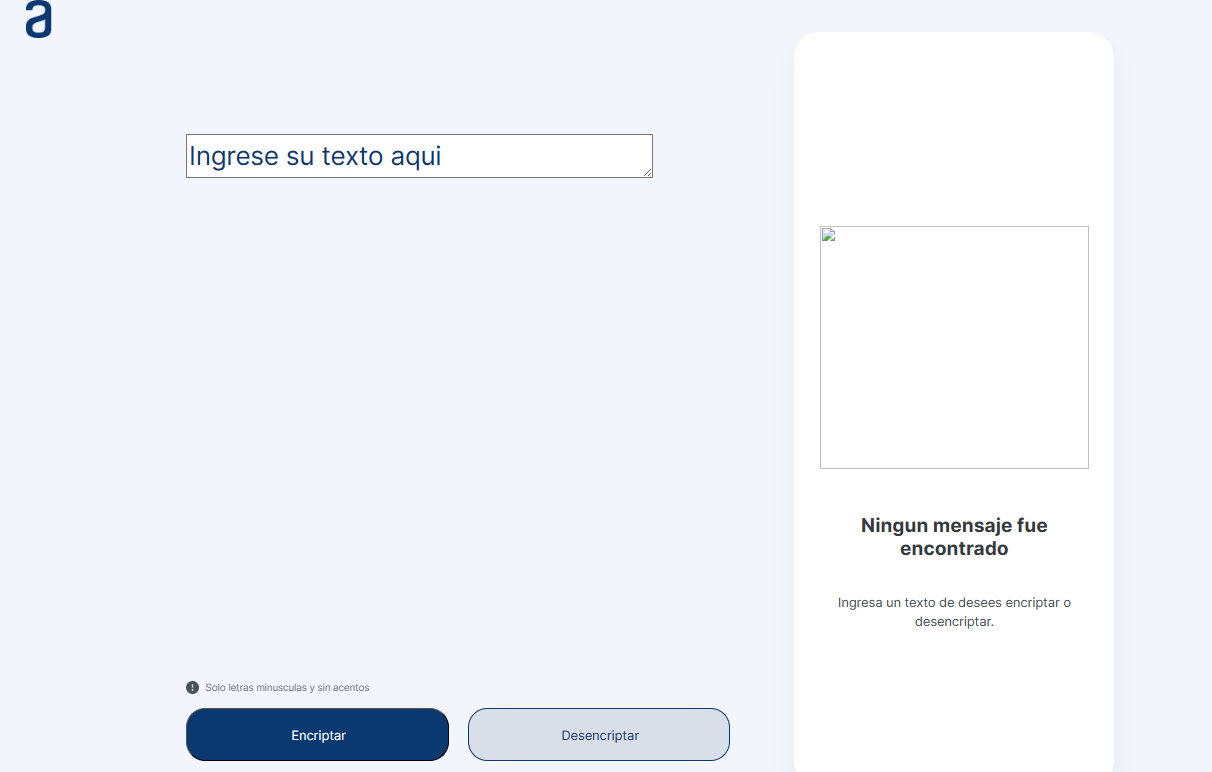 a
Ingrese su texto aqui
Ningun mensaje fue
encontrado
Ingresa un texto de desees encriptar o
desencriptar.
Solo letras minusculas y sin acentos
Encriptar
Desencriptar